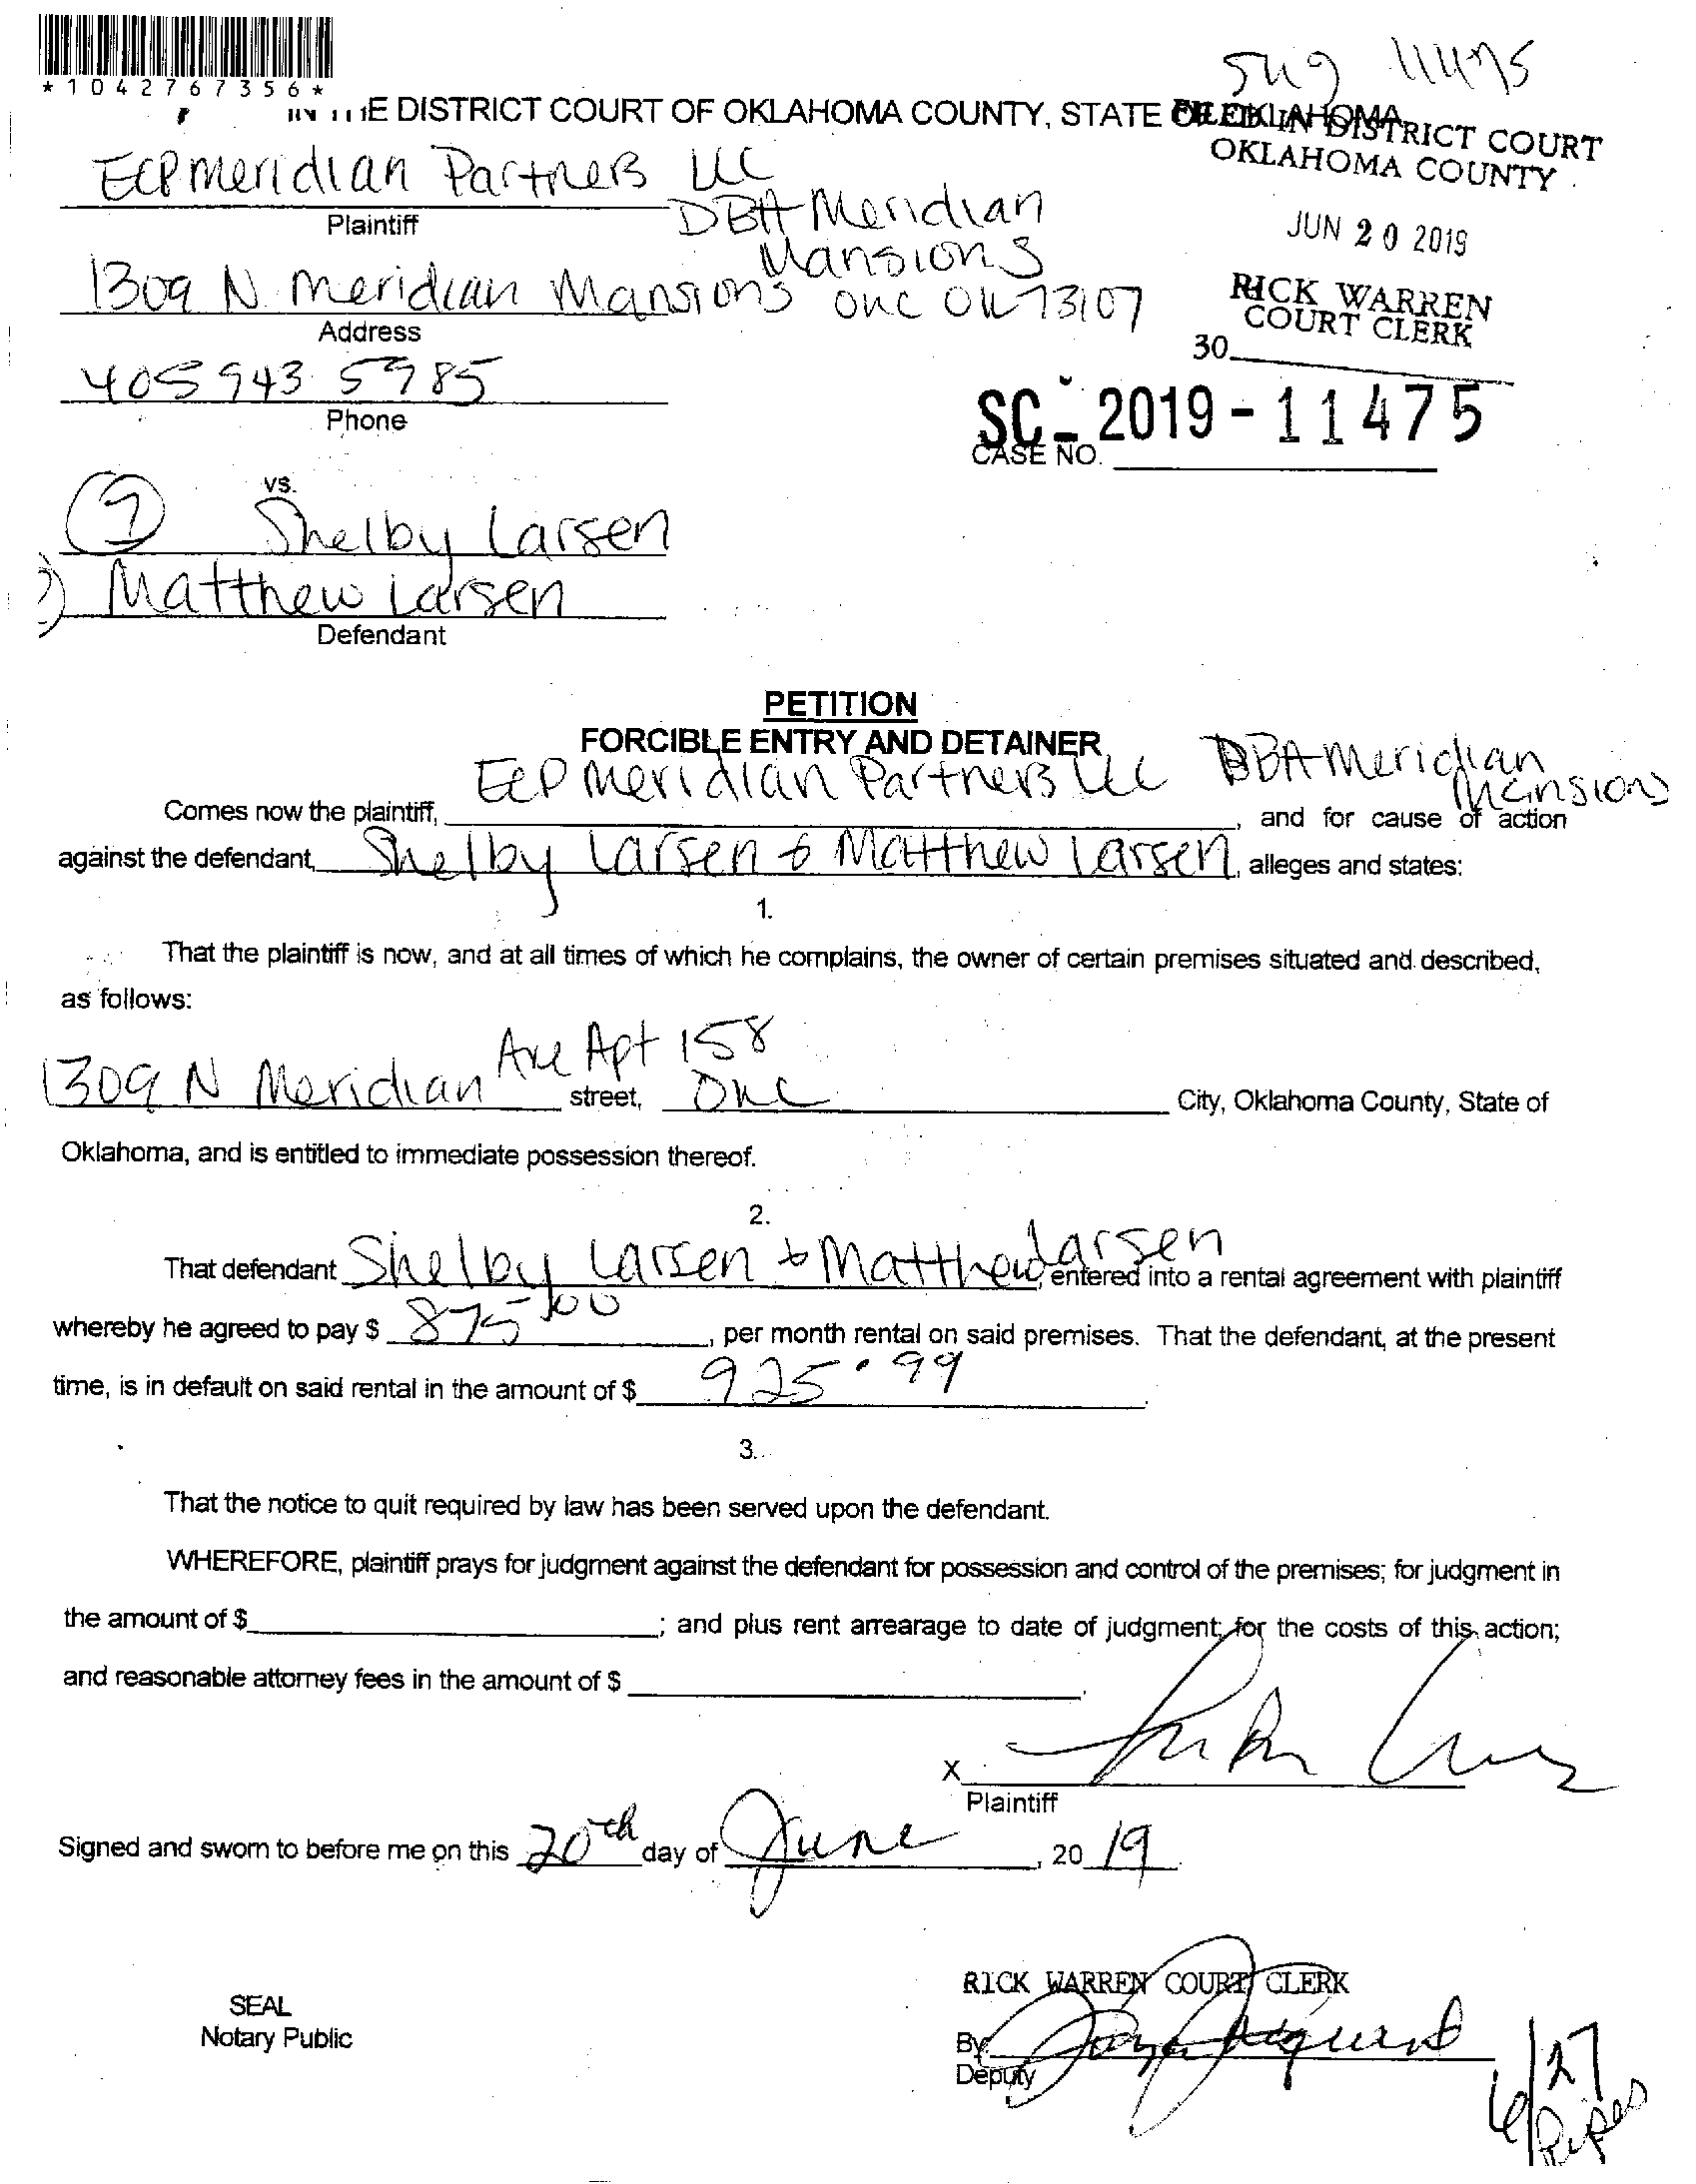 *1042767356*
THE DISTRICT COURT OF OKLAHOMA COUNTY, STATE OF OKLAHOMA
FILED IN DISTRICT COURT
OKLAHOMA COUNTY
JUN 20 2019
RICK WARREN
COURT CLERK
30
ECP Meridian Partners LLC
DBA Meridian
Mansions
Plaintiff
1309 N Meridian Mansions OKC OK 73107
Address
405 943 5985
Phone
SC - 2019 - 11475
CASE NO.
vs.
Shelby Larsen
Matthew Larsen
Defendant
PETITION
FORCIBLE ENTRY AND DETAINER
ECP Meridian Partners LLC DBA Meridian
Mansions
Comes now the plaintiff, , and for cause of action
against the defendant, Shelby Larsen & Matthew Larsen, alleges and states:
1.
That the plaintiff is now, and at all times of which he complains, the owner of certain premises situated and described,
as follows:
1309 N Meridian Ave Apt 158 street, OKC City, Oklahoma County, State of
Oklahoma, and is entitled to immediate possession thereof.
2.
That defendant Shelby Larsen & Matthew Larsen, entered into a rental agreement with plaintiff
whereby he agreed to pay $ 875.00, per month rental on said premises. That the defendant, at the present
time, is in default on said rental in the amount of $ 925.99.
3.
That the notice to quit required by law has been served upon the defendant.
WHEREFORE, plaintiff prays for judgment against the defendant for possession and control of the premises; for judgment in
the amount of $ ; and plus rent arrearage to date of judgment; for the costs of this action;
and reasonable attorney fees in the amount of $ .
X
Plaintiff
Signed and sworn to before me on this 20th day of June, 2019.
RICK WARREN COURT CLERK
SEAL
Notary Public
By
Deputy
6/27